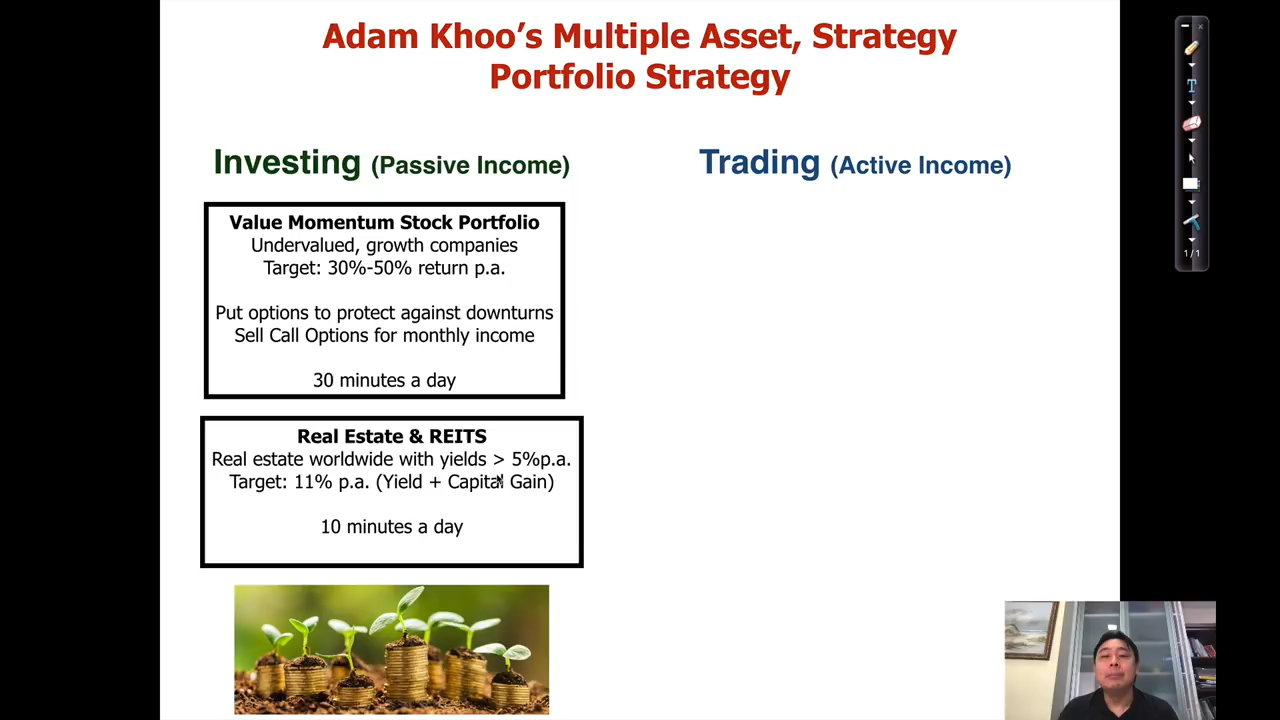 Adam Khoo’s Multiple Asset, Strategy
Portfolio Strategy
Investing (Passive Income)
Value Momentum Stock Portfolio
Undervalued, growth companies
Target: 30%-50% return p.a.
Put options to protect against downturns
Sell Call Options for monthly income
30 minutes a day
Real Estate & REITS
Real estate worldwide with yields > 5%p.a.
Target: 11% p.a. (Yield + Capital Gain)
10 minutes a day
Trading (Active Income)
T
1/1